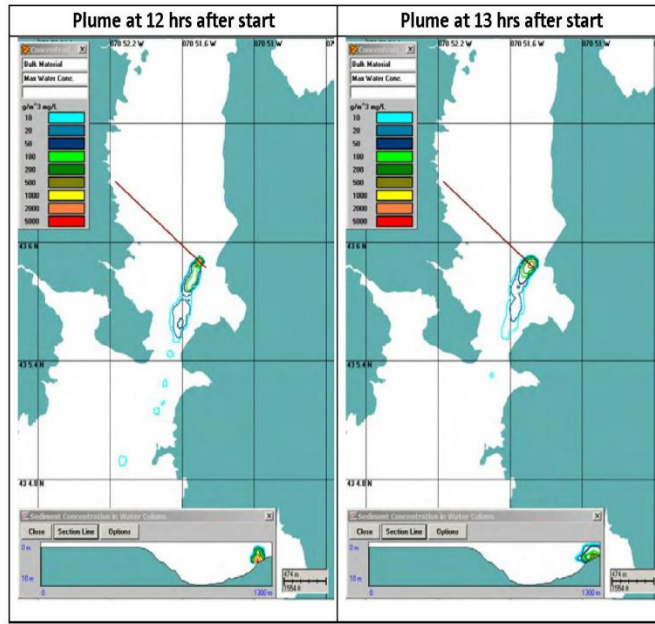 Plume at 12 hrs after start
Plume at 13 hrs after start
070 52.2 W
070 51.6 W
070 51
Bulk Material
Max Water Conc.
g/m^3 mg/L
10
20
50
100
200
500
1000
2000
5000
43 6 N
43 5.4 N
43 4.8 N
Sediment Concentration in Water Column
Close
Section Line
Options
0 m
10 m
0
1300 m
474 m
1554 ft
070 52.2 W
070 51.6 W
070 51
Bulk Material
Max Water Conc.
g/m^3 mg/L
10
20
50
100
200
500
1000
2000
5000
43 6 N
43 5.4 N
43 4.8 N
Sediment Concentration in Water Column
Close
Section Line
Options
0 m
10 m
0
1300 m
474 m
1554 ft